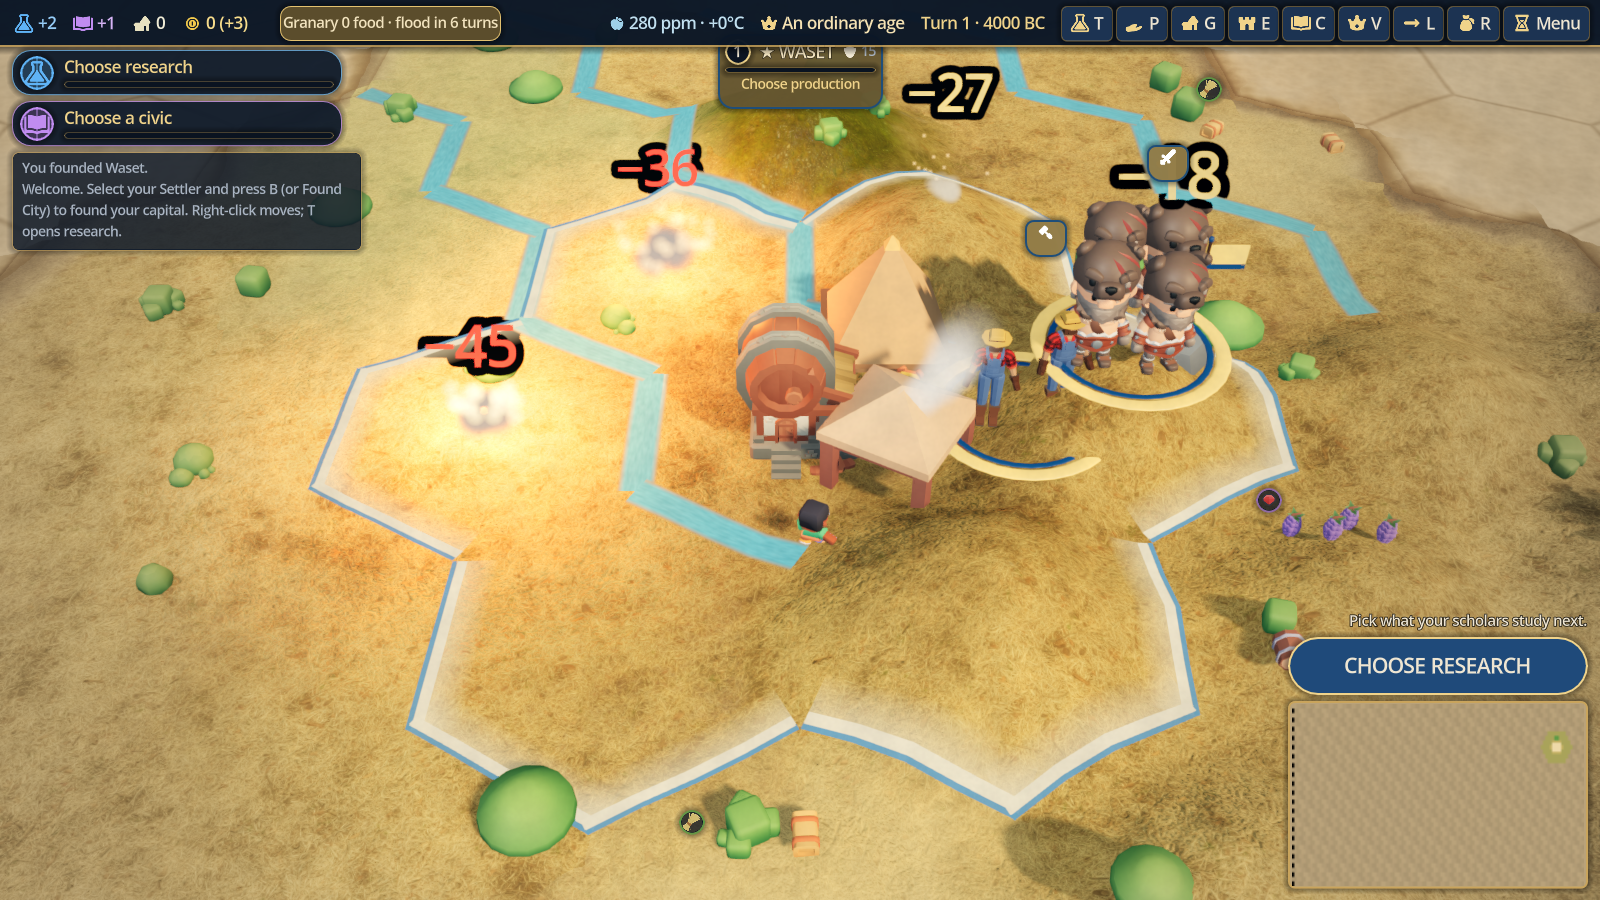 +2
+1
0
0 (+3)
Granary 0 food · flood in 6 turns
280 ppm · +0°C
An ordinary age
Turn 1 · 4000 BC
T
P
G
E
C
V
L
R
Menu
Choose research
Choose a civic
You founded Waset.
Welcome. Select your Settler and press B (or Found
City) to found your capital. Right-click moves; T
opens research.
1 ★ WASET 15
Choose production
−27
−36
−45
Pick what your scholars study next.
CHOOSE RESEARCH